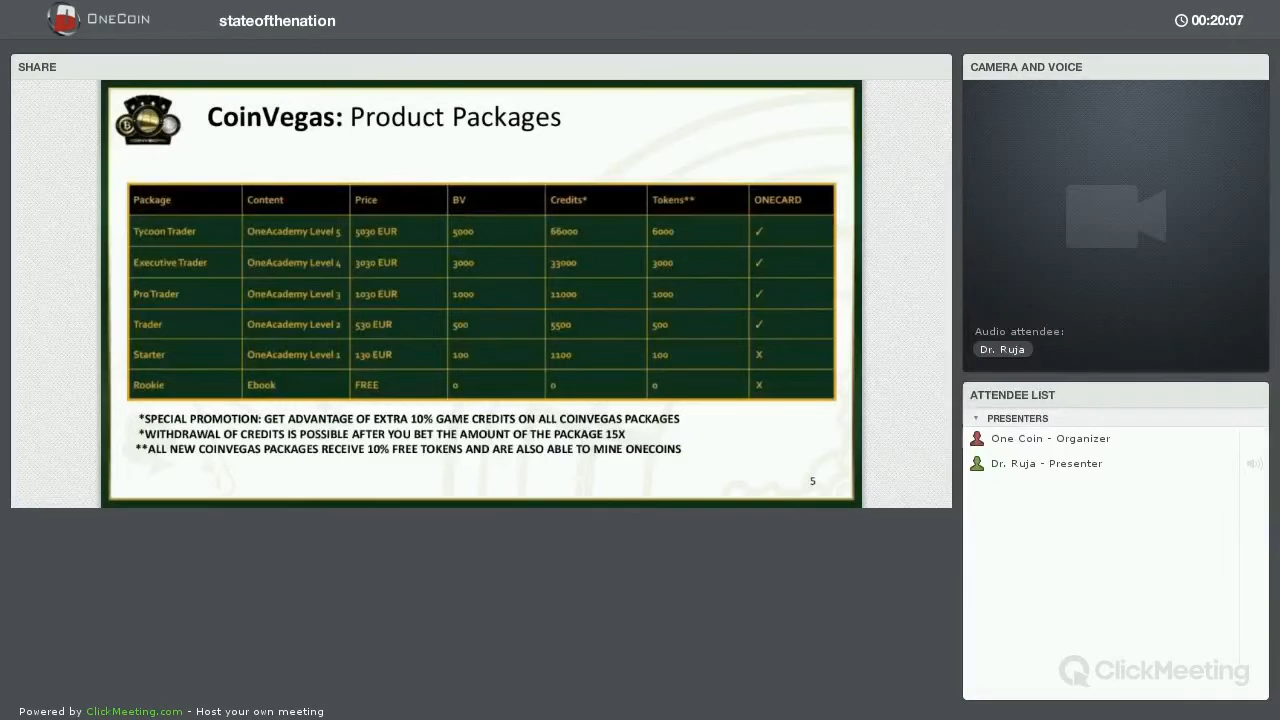 ONECOIN
stateofthenation
00:20:07
SHARE
CoinVegas: Product Packages
Package Content Price BV Credits* Tokens** ONECARD
Tycoon Trader OneAcademy Level 5 5030 EUR 5000 66000 6000 ✓
Executive Trader OneAcademy Level 4 3030 EUR 3000 33000 3000 ✓
Pro Trader OneAcademy Level 3 1030 EUR 1000 11000 1000 ✓
Trader OneAcademy Level 2 530 EUR 500 5500 500 ✓
Starter OneAcademy Level 1 130 EUR 100 1100 100 X
Rookie Ebook FREE 0 0 0 X
*SPECIAL PROMOTION: GET ADVANTAGE OF EXTRA 10% GAME CREDITS ON ALL COINVEGAS PACKAGES
*WITHDRAWAL OF CREDITS IS POSSIBLE AFTER YOU BET THE AMOUNT OF THE PACKAGE 15X
**ALL NEW COINVEGAS PACKAGES RECEIVE 10% FREE TOKENS AND ARE ALSO ABLE TO MINE ONECOINS
5
CAMERA AND VOICE
Audio attendee:
Dr. Ruja
ATTENDEE LIST
PRESENTERS
One Coin - Organizer
Dr. Ruja - Presenter
ClickMeeting
Powered by ClickMeeting.com - Host your own meeting